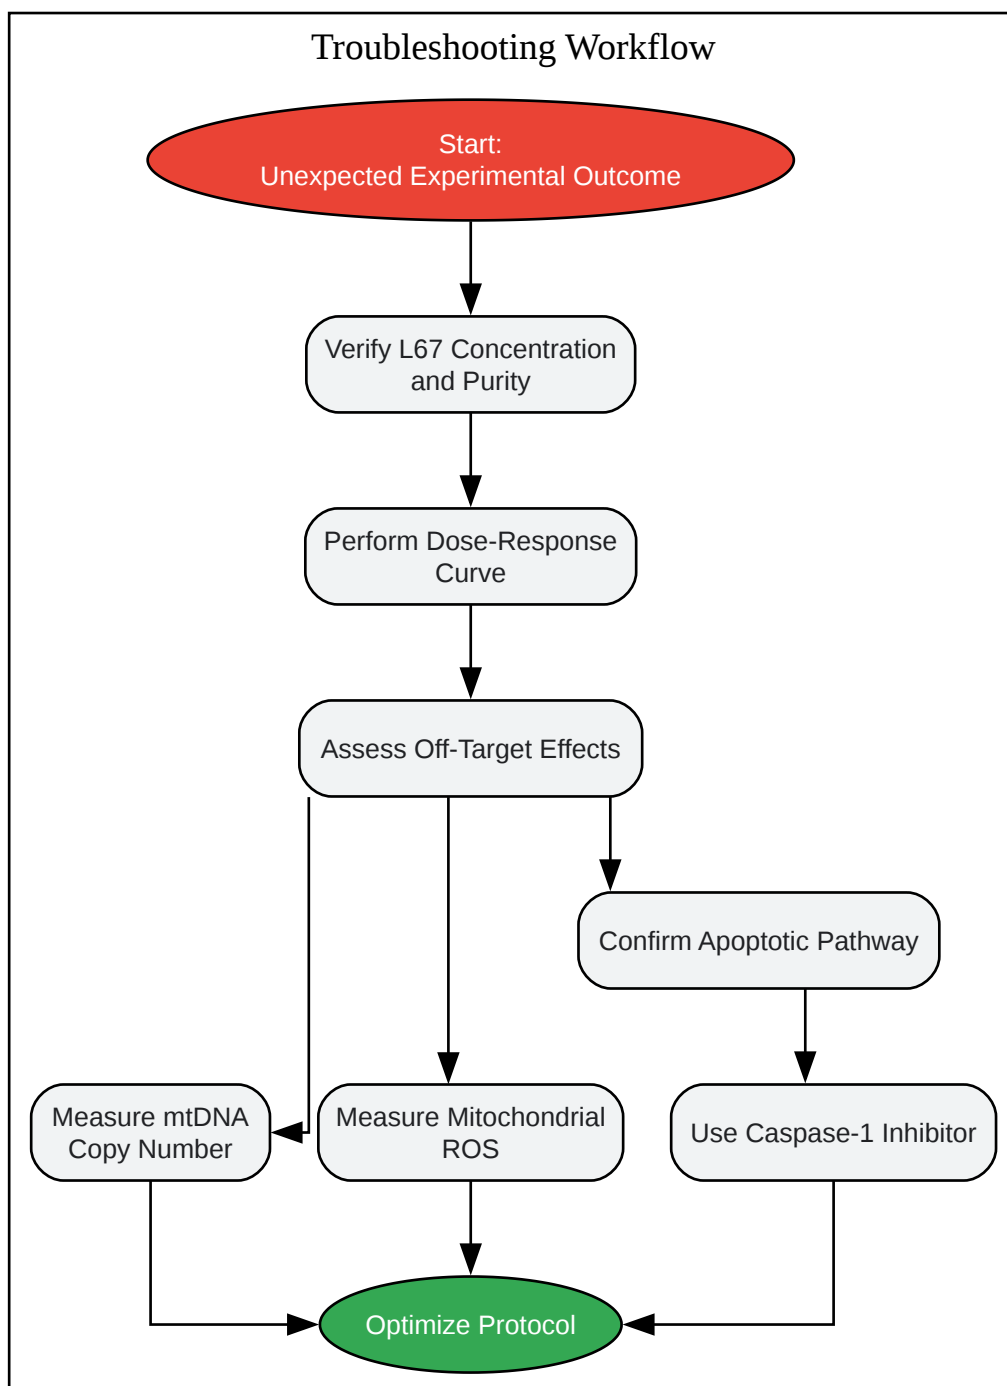 Troubleshooting Workflow
Start:
Unexpected Experimental Outcome
Verify L67 Concentration
and Purity
Perform Dose-Response
Curve
Assess Off-Target Effects
Confirm Apoptotic Pathway
Measure mtDNA
Copy Number
Measure Mitochondrial
ROS
Use Caspase-1 Inhibitor
Optimize Protocol